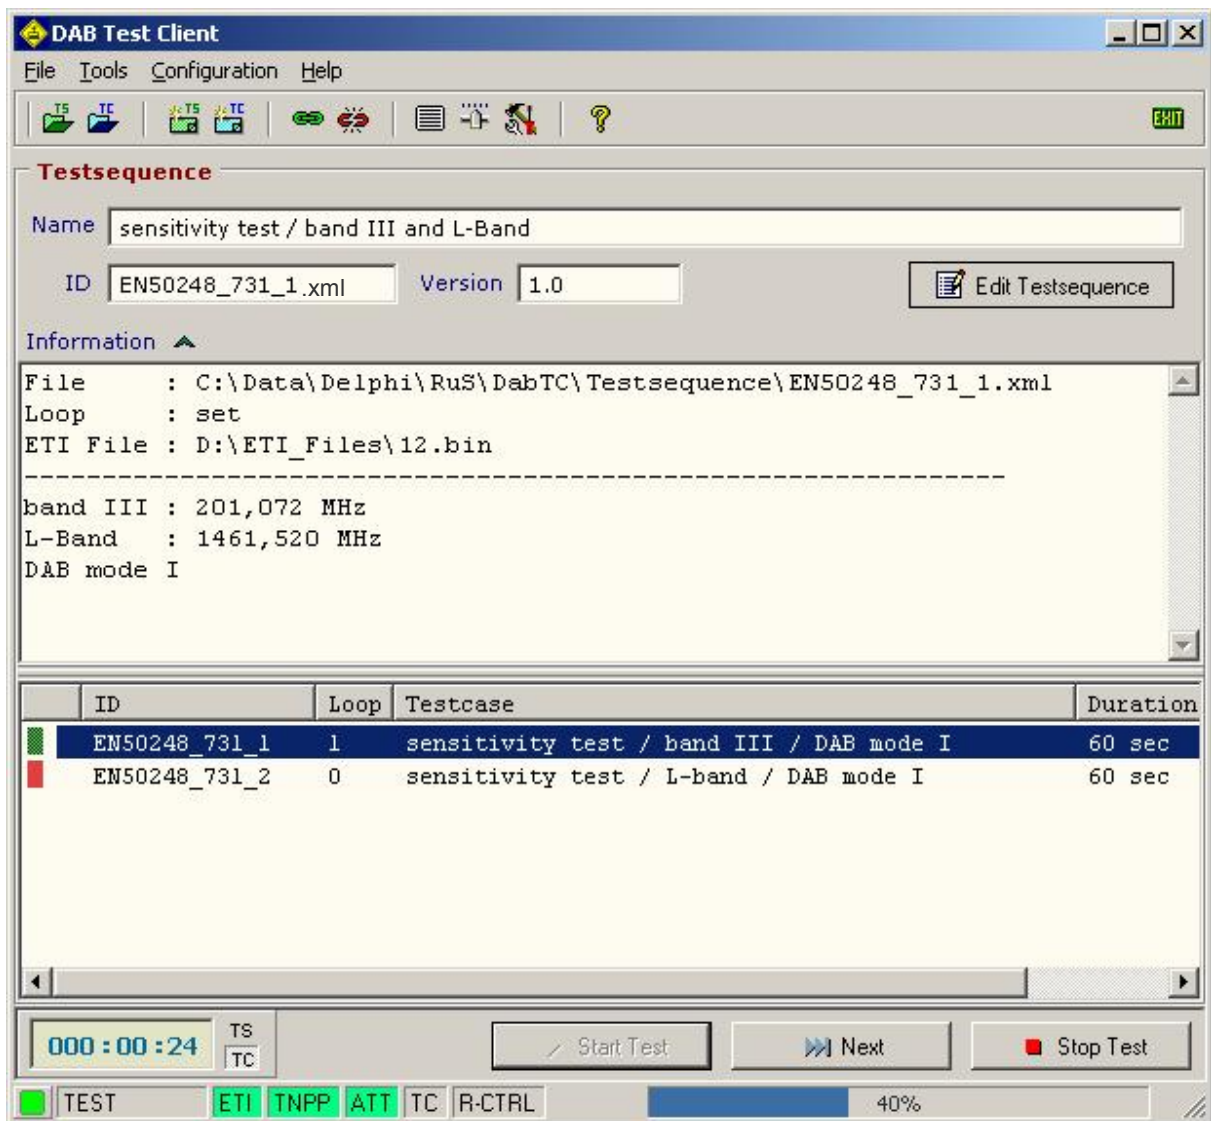 DAB Test Client
File Tools Configuration Help
TS TC TS TC EXIT
Testsequence
Name sensitivity test / band III and L-Band
ID EN50248_731_1.xml Version 1.0 Edit Testsequence
Information
File : C:\Data\Delphi\RuS\DabTC\Testsequence\EN50248_731_1.xml
Loop : set
ETI File : D:\ETI_Files\12.bin
----------------------------------------------------------------
band III : 201,072 MHz
L-Band : 1461,520 MHz
DAB mode I
ID Loop Testcase Duration
EN50248_731_1 1 sensitivity test / band III / DAB mode I 60 sec
EN50248_731_2 0 sensitivity test / L-band / DAB mode I 60 sec
000:00:24 TS TC Start Test Next Stop Test
TEST ETI TNPP ATT TC R-CTRL 40%